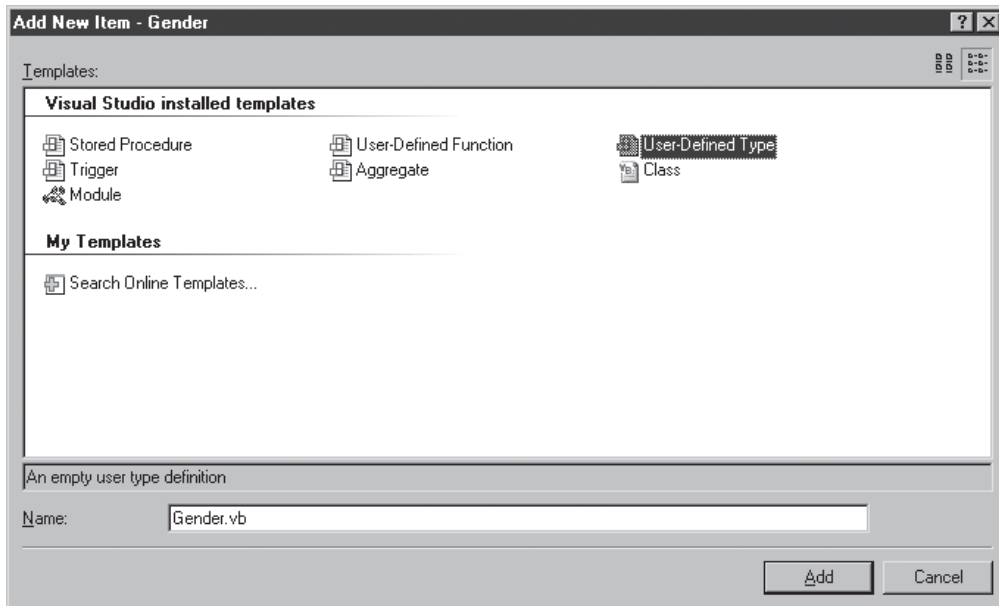 Add New Item - Gender
Templates:
Visual Studio installed templates
Stored Procedure
User-Defined Function
User-Defined Type
Trigger
Aggregate
Class
Module
My Templates
Search Online Templates...
An empty user type definition
Name:
Gender.vb
Add
Cancel